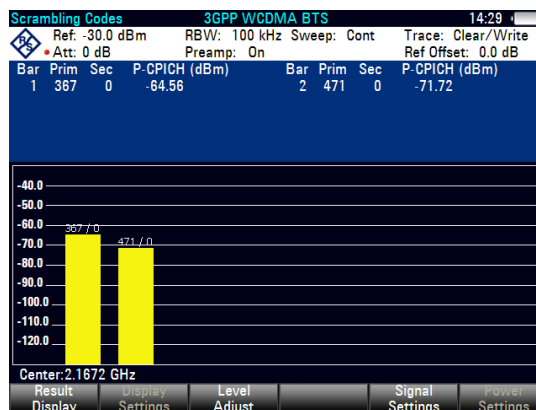 Scrambling Codes 3GPP WCDMA BTS 14:29
Ref: -30.0 dBm RBW: 100 kHz Sweep: Cont Trace: Clear/Write
Att: 0 dB Preamp: On Ref Offset: 0.0 dB
Bar Prim Sec P-CPICH (dBm) Bar Prim Sec P-CPICH (dBm)
1 367 0 -64.56 2 471 0 -71.72
-40.0
-50.0
-60.0
367 / 0
-70.0
471 / 0
-80.0
-90.0
-100.0
-110.0
-120.0
Center:2.1672 GHz
Result Display Level Signal Power
Display Settings Adjust Settings Settings